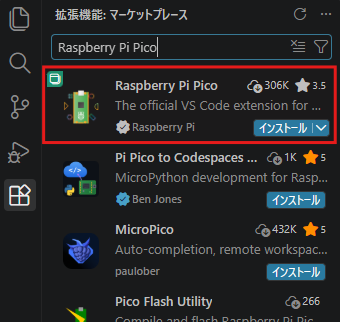 拡張機能: マーケットプレース
Raspberry Pi Pico
Raspberry Pi Pico 306K 3.5
The official VS Code extension for ...
Raspberry Pi インストール
Pi Pico to Codespaces ... 1K 5
MicroPython development for Rasp...
Ben Jones インストール
MicroPico 432K 5
Auto-completion, remote workspac...
paulober インストール
Pico Flash Utility 266
Compile and flash Raspberry Pi Pic